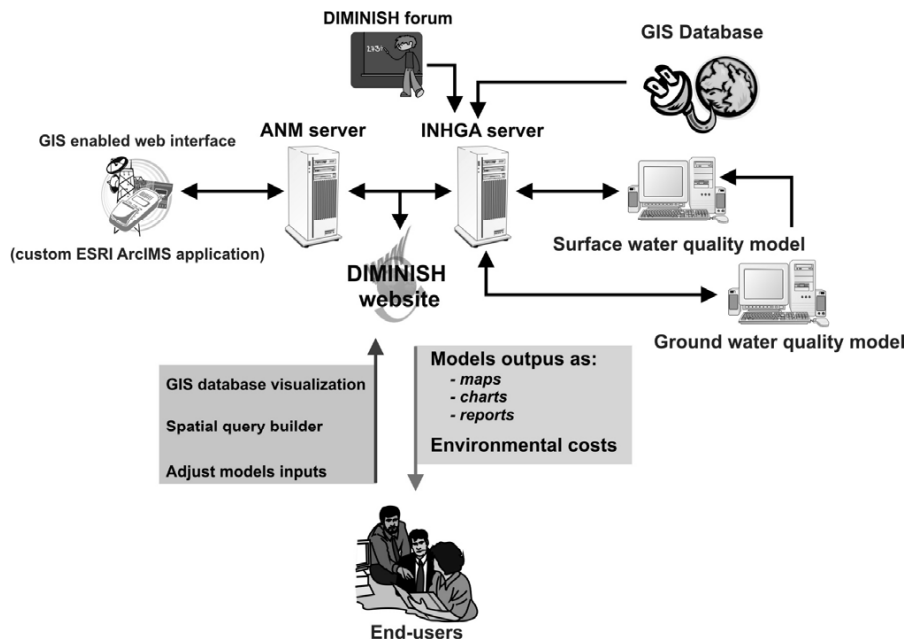 DIMINISH forum
GIS Database
ANM server
INHGA server
GIS enabled web interface
(custom ESRI ArcIMS application)
Surface water quality model
DIMINISH
website
Ground water quality model
GIS database visualization
Spatial query builder
Adjust models inputs
Models outpus as:
- maps
- charts
- reports
Environmental costs
End-users